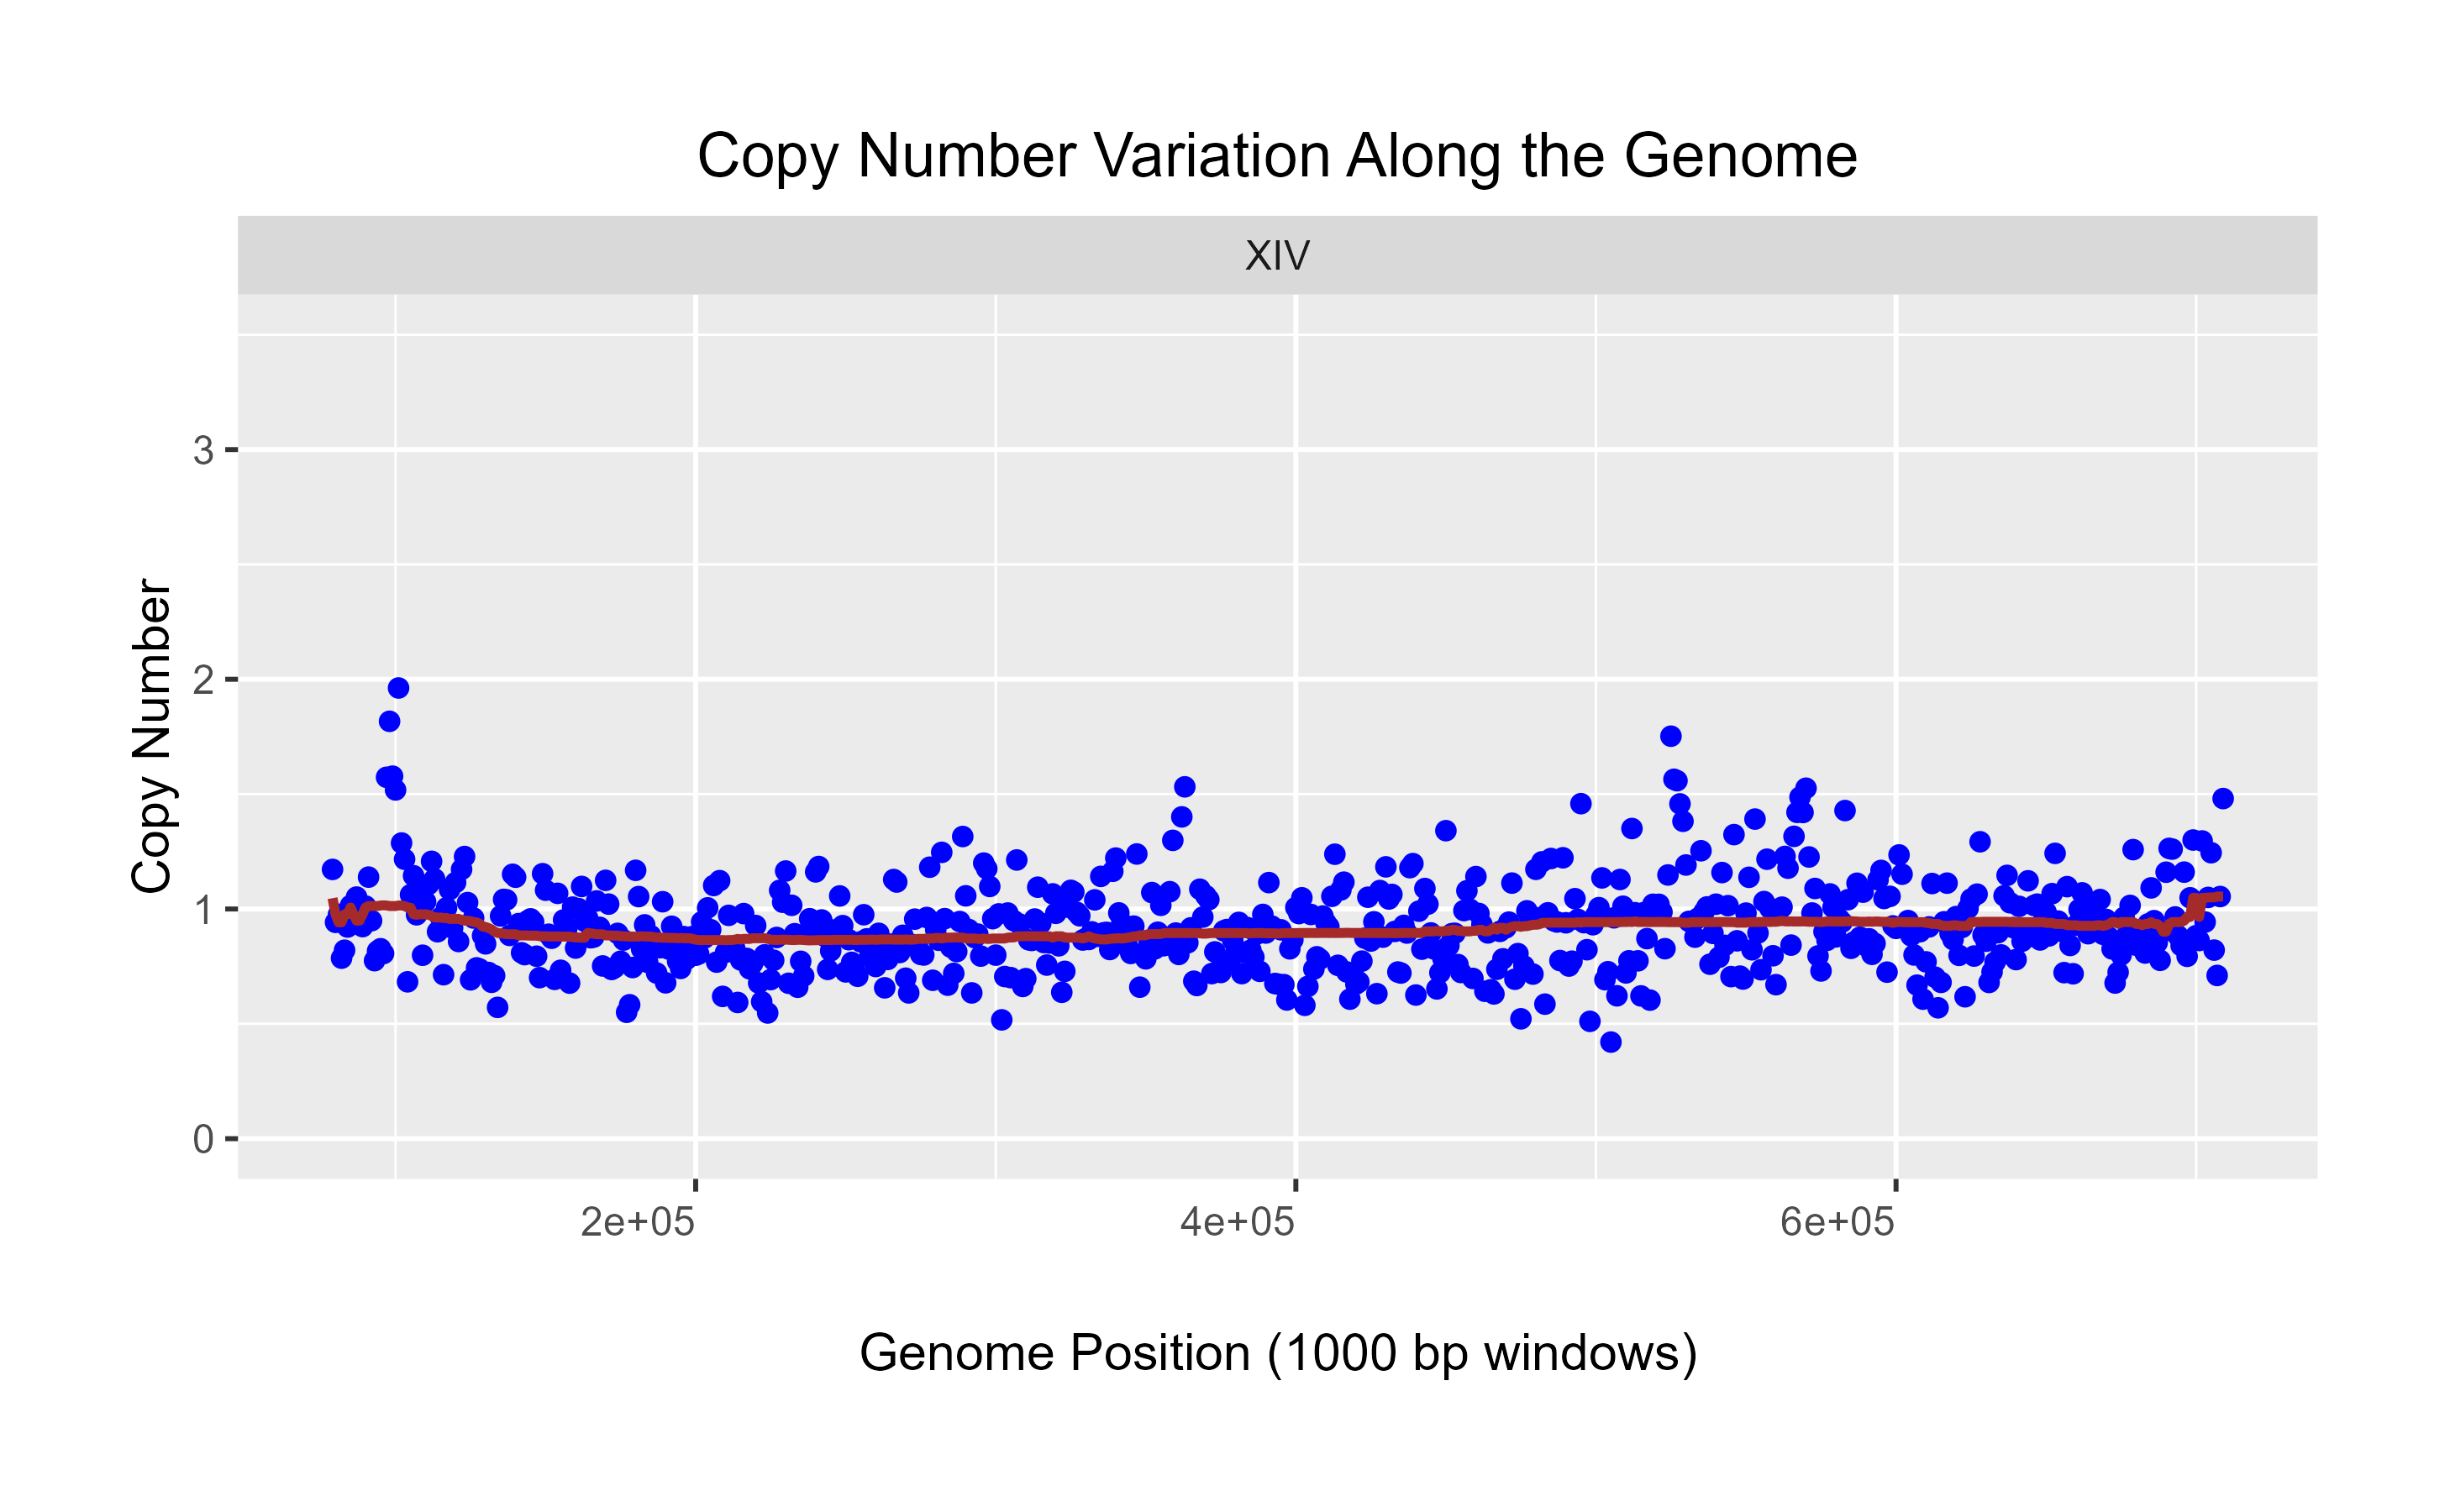 Copy Number Variation Along the Genome
XIV
3
2
1
0
Copy Number
2e+05 4e+05 6e+05
Genome Position (1000 bp windows)